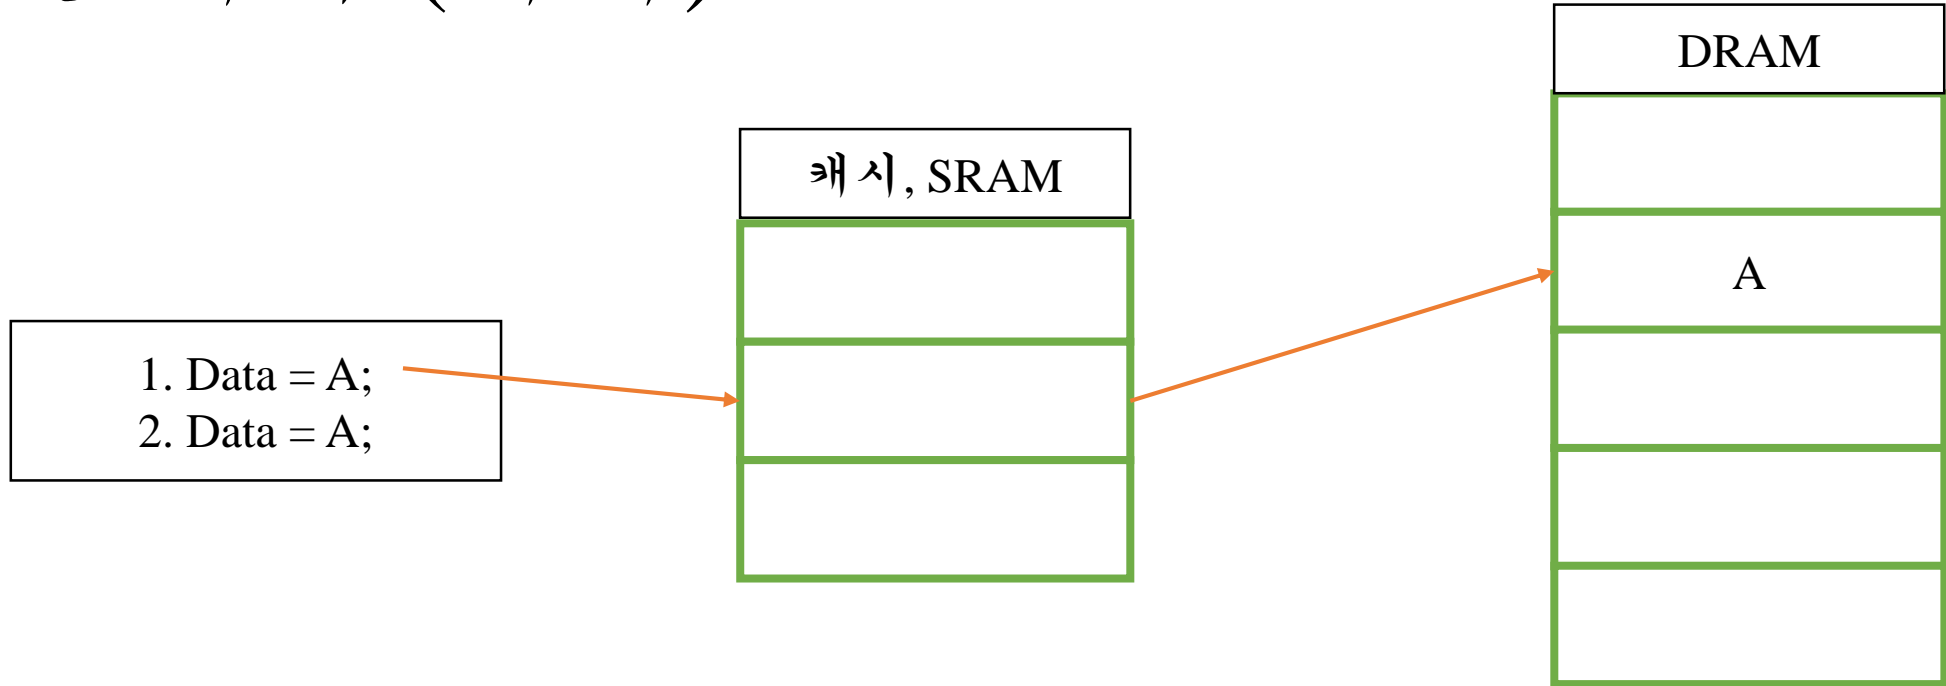 DRAM
캐시, SRAM
A
1. Data = A;
2. Data = A;